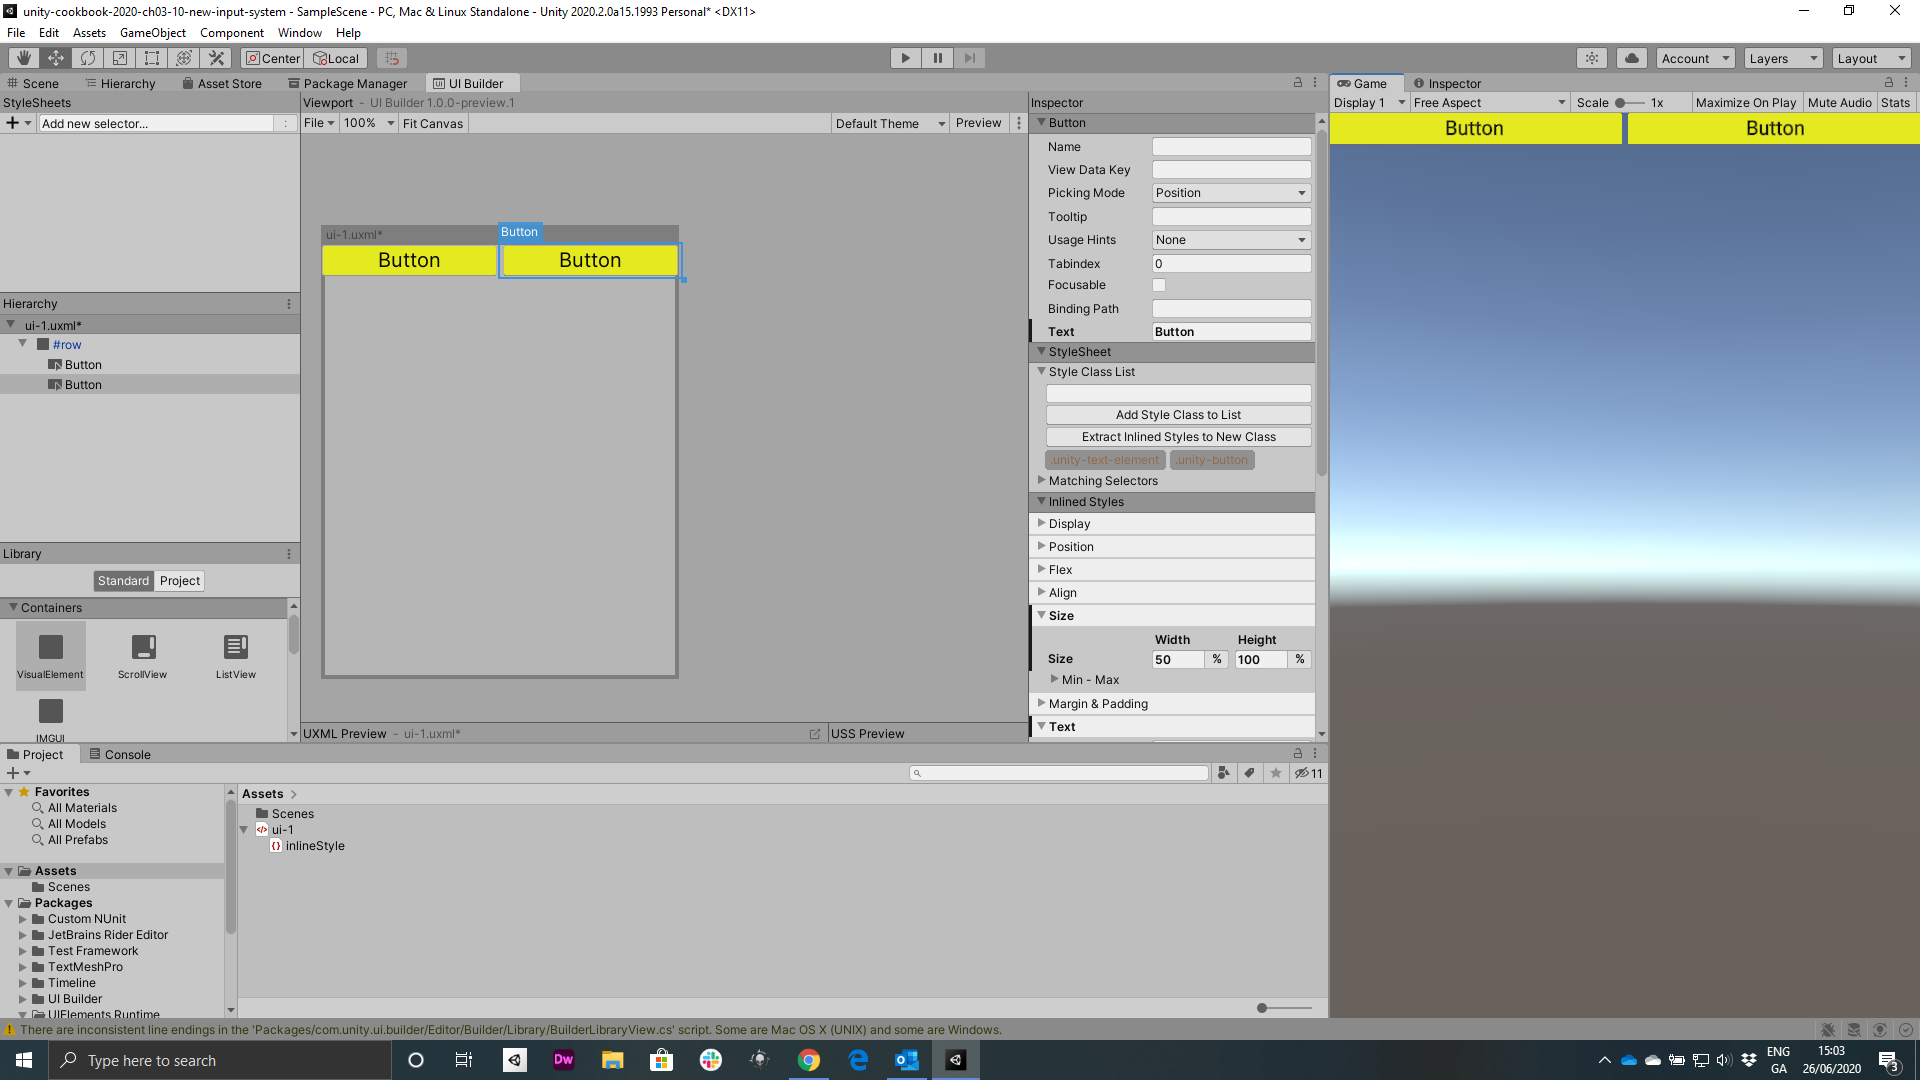 unity-cookbook-2020-ch03-10-new-input-system - SampleScene - PC, Mac & Linux Standalone - Unity 2020.2.0a15.1993 Personal* <DX11>
File Edit Assets GameObject Component Window Help
Center Local Account Layers Layout
Scene Hierarchy Asset Store Package Manager UI Builder
Game Inspector
StyleSheets
Viewport - UI Builder 1.0.0-preview.1
Inspector
Display 1 Free Aspect Scale 1x Maximize On Play Mute Audio Stats
Add new selector...
File 100% Fit Canvas Default Theme Preview
Button
Button Button
Name
View Data Key
Picking Mode Position
Tooltip
Usage Hints None
Tabindex 0
Focusable
Binding Path
Text Button
ui-1.uxml*
Button
Button Button
Hierarchy
ui-1.uxml*
#row
Button
Button
StyleSheet
Style Class List
Add Style Class to List
Extract Inlined Styles to New Class
.unity-text-element .unity-button
Matching Selectors
Inlined Styles
Display
Position
Flex
Align
Size
Width Height
Size 50 % 100 %
Min - Max
Margin & Padding
Text
Library
Standard Project
Containers
VisualElement ScrollView ListView
IMGUI
UXML Preview - ui-1.uxml*
USS Preview
Project Console
11
Favorites
All Materials
All Models
All Prefabs
Assets
Scenes
Packages
Custom NUnit
JetBrains Rider Editor
Test Framework
TextMeshPro
Timeline
UI Builder
UIElements Runtime
Assets
Scenes
ui-1
inlineStyle
There are inconsistent line endings in the 'Packages/com.unity.ui.builder/Editor/Builder/Library/BuilderLibraryView.cs' script. Some are Mac OS X (UNIX) and some are Windows.
Type here to search
Dw
ENG
GA
15:03
26/06/2020
3